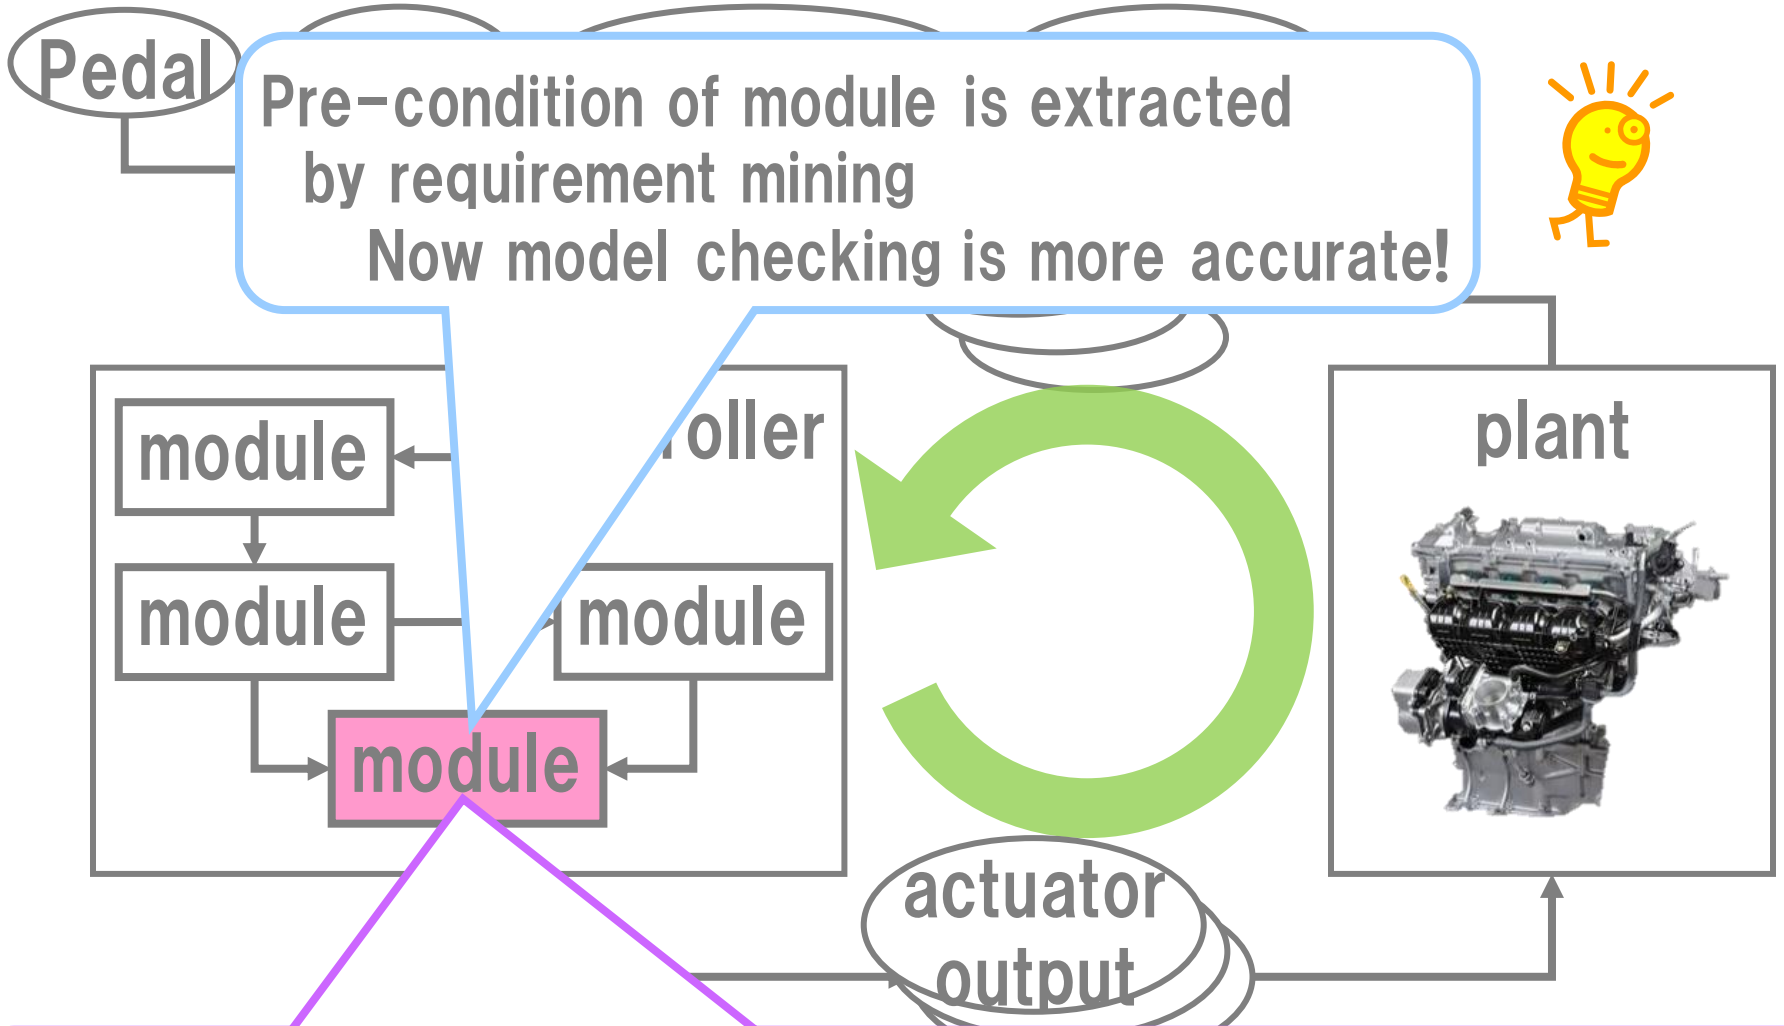 Pedal
Pre-condition of module is extracted
by requirement mining
Now model checking is more accurate!
roller
plant
module
module
module
module
actuator
output